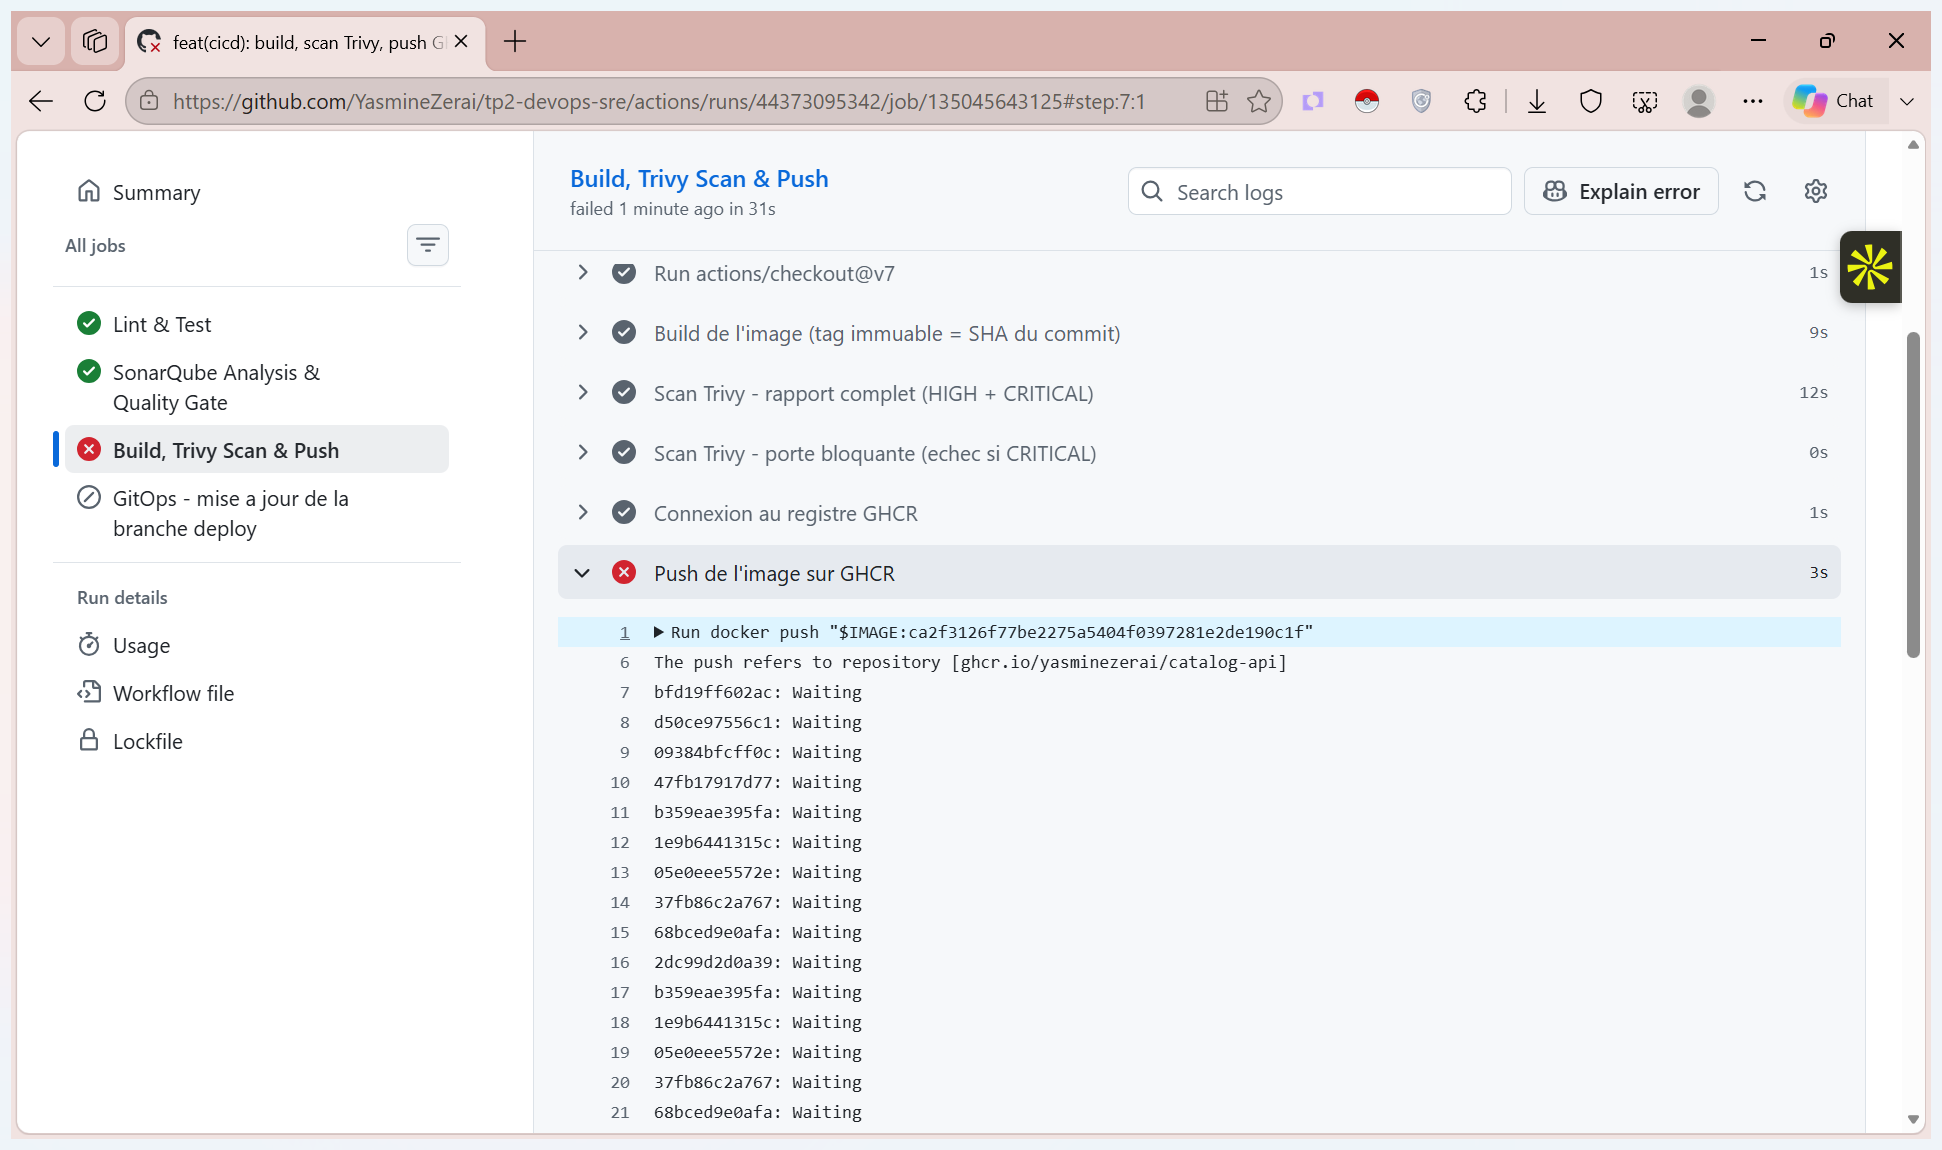 feat(cicd): build, scan Trivy, push G
https://github.com/YasmineZerai/tp2-devops-sre/actions/runs/44373095342/job/135045643125#step:7:1
Chat
Summary
All jobs
Lint & Test
SonarQube Analysis &
Quality Gate
Build, Trivy Scan & Push
GitOps - mise a jour de la
branche deploy
Run details
Usage
Workflow file
Lockfile
Build, Trivy Scan & Push
failed 1 minute ago in 31s
Search logs
Explain error
Run actions/checkout@v7 1s
Build de l'image (tag immuable = SHA du commit) 9s
Scan Trivy - rapport complet (HIGH + CRITICAL) 12s
Scan Trivy - porte bloquante (echec si CRITICAL) 0s
Connexion au registre GHCR 1s
Push de l'image sur GHCR 3s
1 Run docker push "$IMAGE:ca2f3126f77be2275a5404f0397281e2de190c1f"
6 The push refers to repository [ghcr.io/yasminezerai/catalog-api]
7 bfd19ff602ac: Waiting
8 d50ce97556c1: Waiting
9 09384bfcff0c: Waiting
10 47fb17917d77: Waiting
11 b359eae395fa: Waiting
12 1e9b6441315c: Waiting
13 05e0eee5572e: Waiting
14 37fb86c2a767: Waiting
15 68bced9e0afa: Waiting
16 2dc99d2d0a39: Waiting
17 b359eae395fa: Waiting
18 1e9b6441315c: Waiting
19 05e0eee5572e: Waiting
20 37fb86c2a767: Waiting
21 68bced9e0afa: Waiting